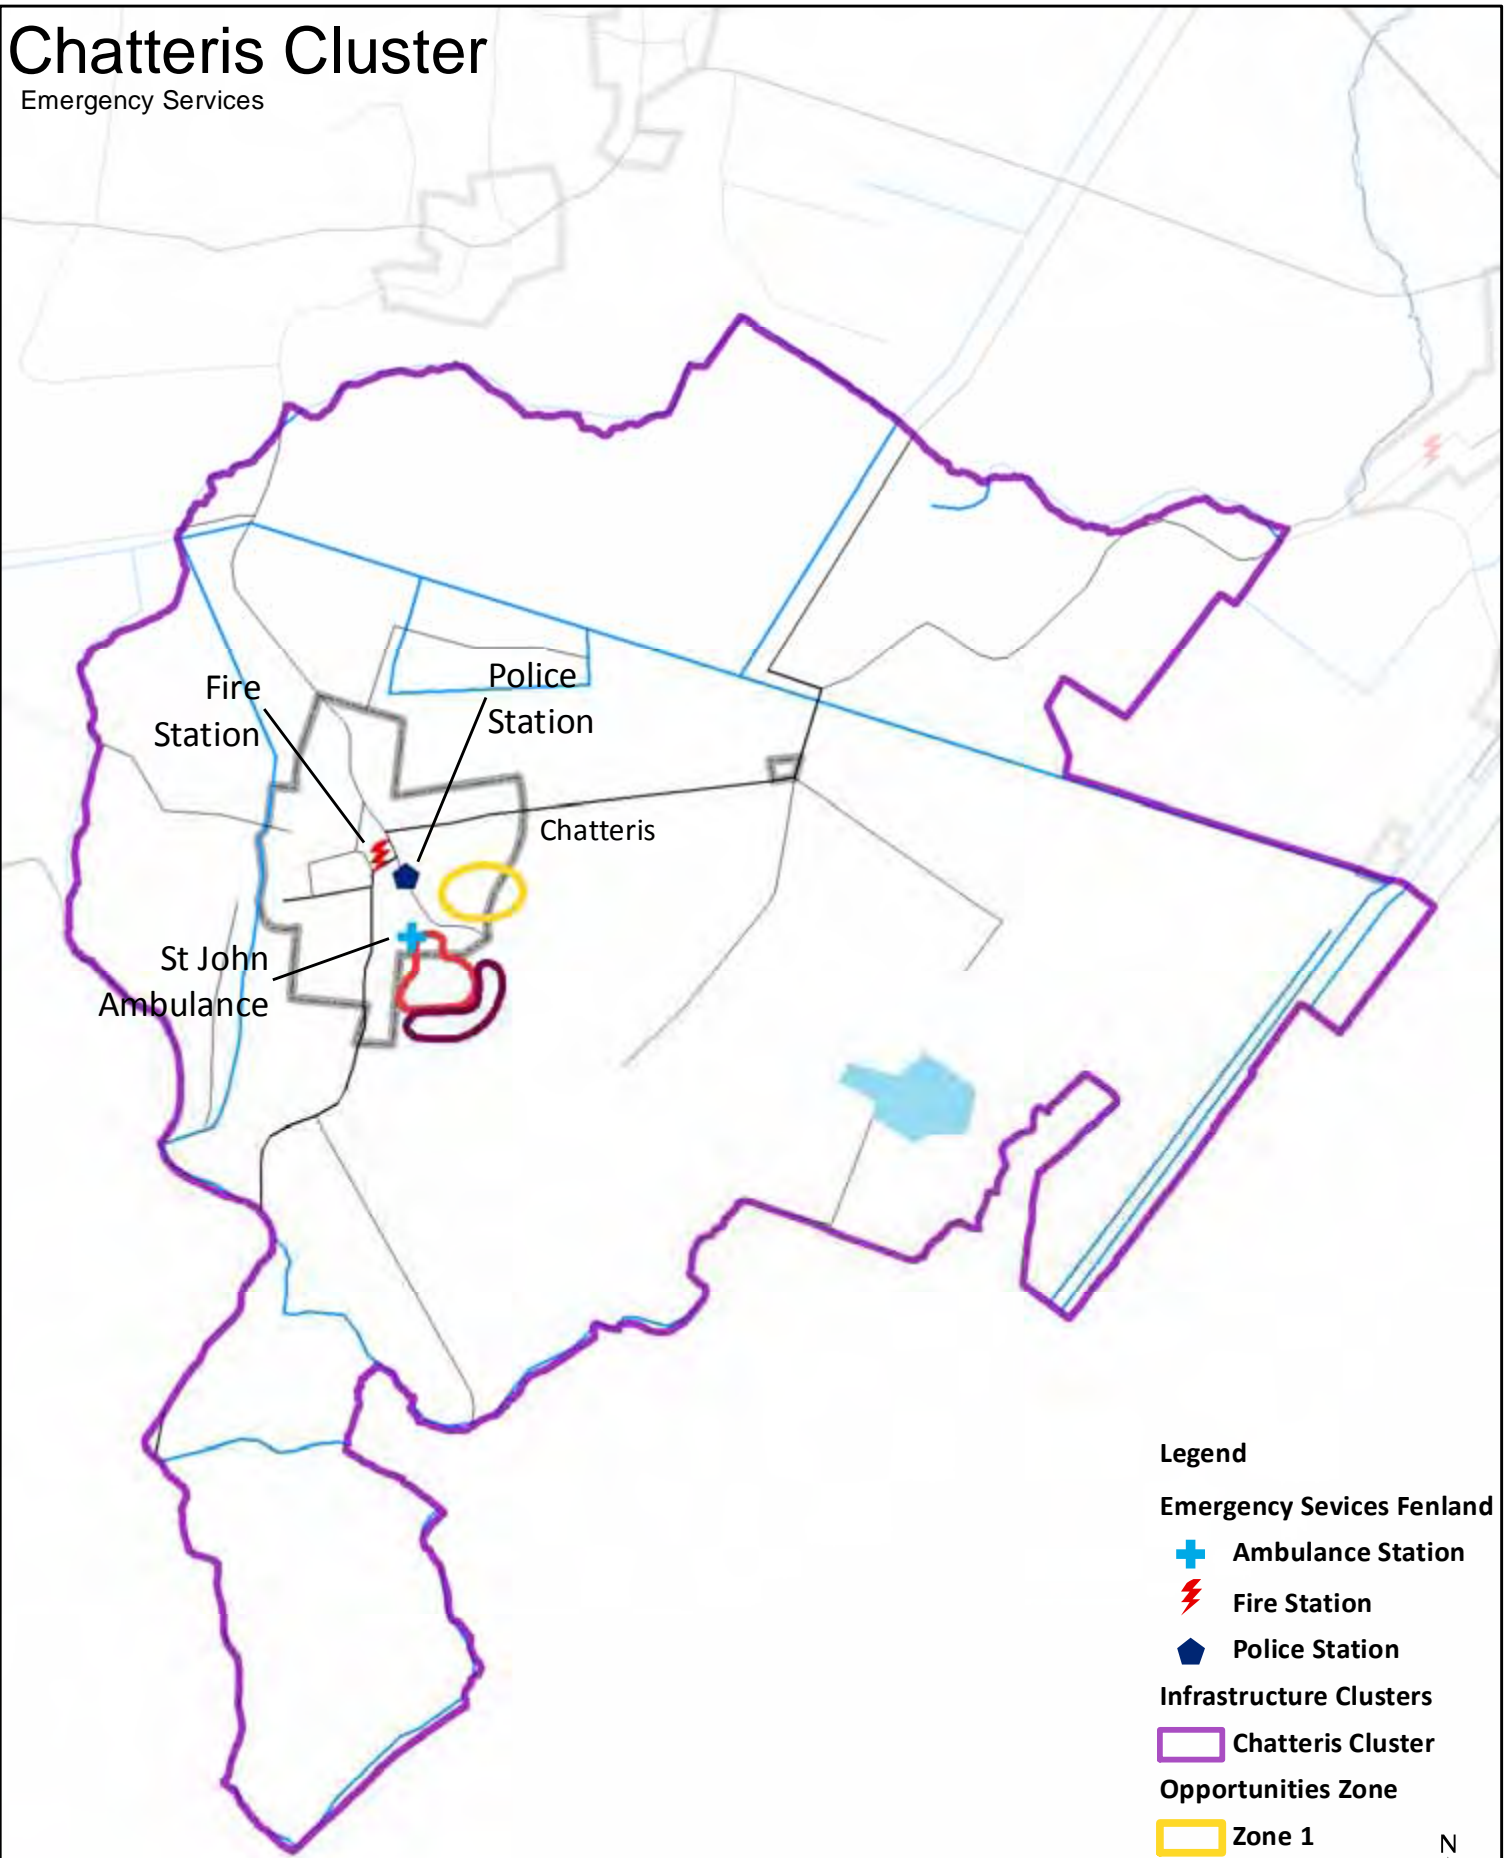 Chatteris Cluster
Emergency Services
Fire
Station
Police
Station
Chatteris
St John
Ambulance
Legend
Emergency Sevices Fenland
Ambulance Station
Fire Station
Police Station
Infrastructure Clusters
Chatteris Cluster
Opportunities Zone
Zone 1
N